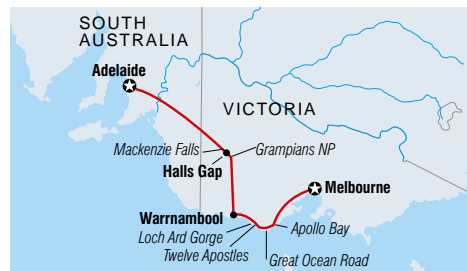 SOUTH
AUSTRALIA
Adelaide
VICTORIA
Mackenzie Falls
Grampians NP
Halls Gap
Melbourne
Warrnambool
Loch Ard Gorge
Apollo Bay
Twelve Apostles
Great Ocean Road